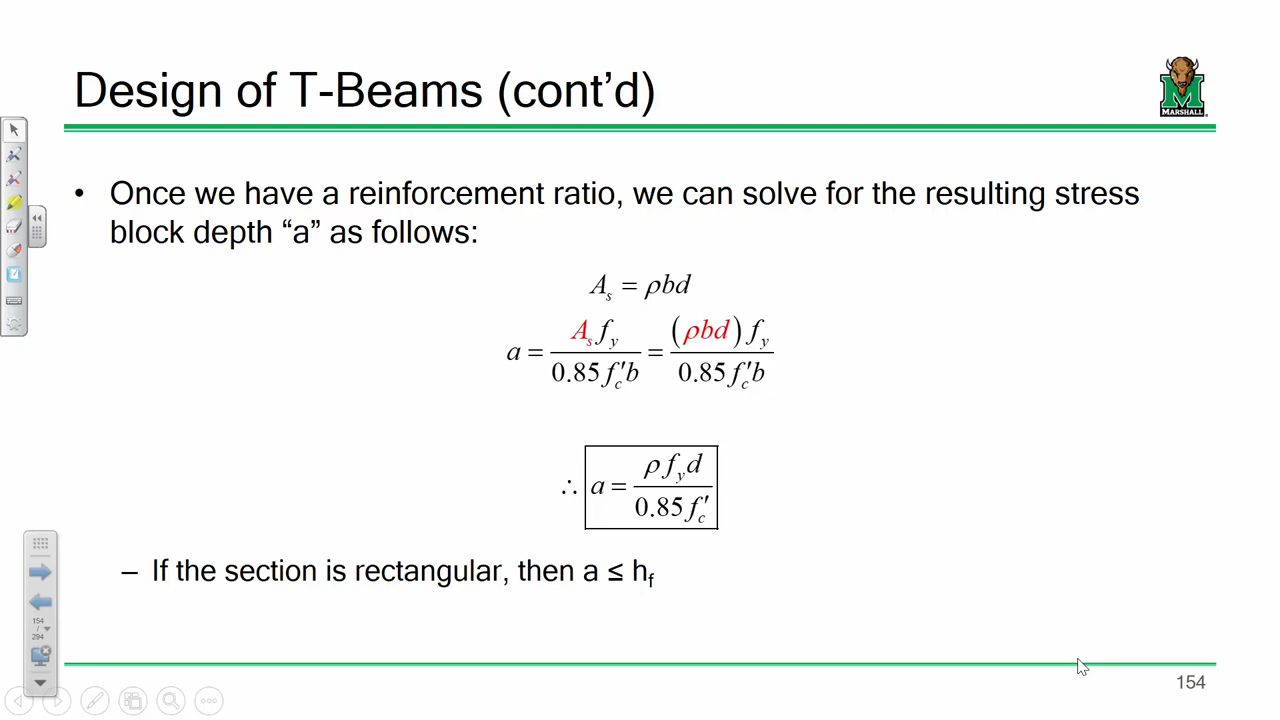 Design of T-Beams (cont’d)
MARSHALL
• Once we have a reinforcement ratio, we can solve for the resulting stress
block depth “a” as follows:
A_s = ρbd
a = A_s f_y / 0.85 f'_c b = (ρbd) f_y / 0.85 f'_c b
∴ a = ρ f_y d / 0.85 f'_c
– If the section is rectangular, then a ≤ h_f
154
/
294
154